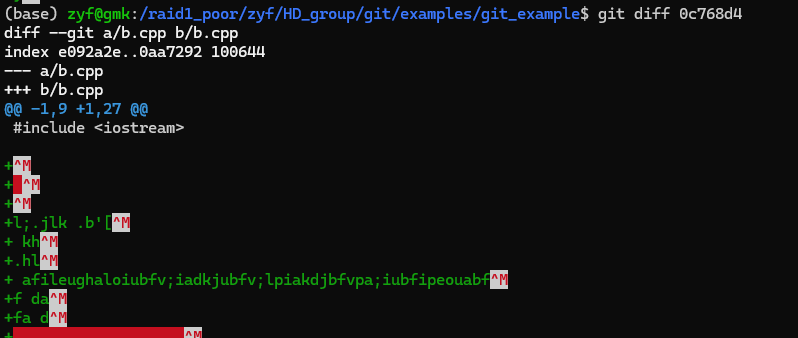 (base) zyf@gmk:/raid1_poor/zyf/HD_group/git/examples/git_example$ git diff 0c768d4
diff --git a/b.cpp b/b.cpp
index e092a2e..0aa7292 100644
--- a/b.cpp
+++ b/b.cpp
@@ -1,9 +1,27 @@
 #include <iostream>
+^M
+ ^M
+^M
+l;.jlk .b'[^M
+ kh^M
+.hl^M
+ afileughaloiubfv;iadkjubfv;lpiakdjbfvpa;iubfipeouabf^M
+f da^M
+fa d^M
+                   ^M